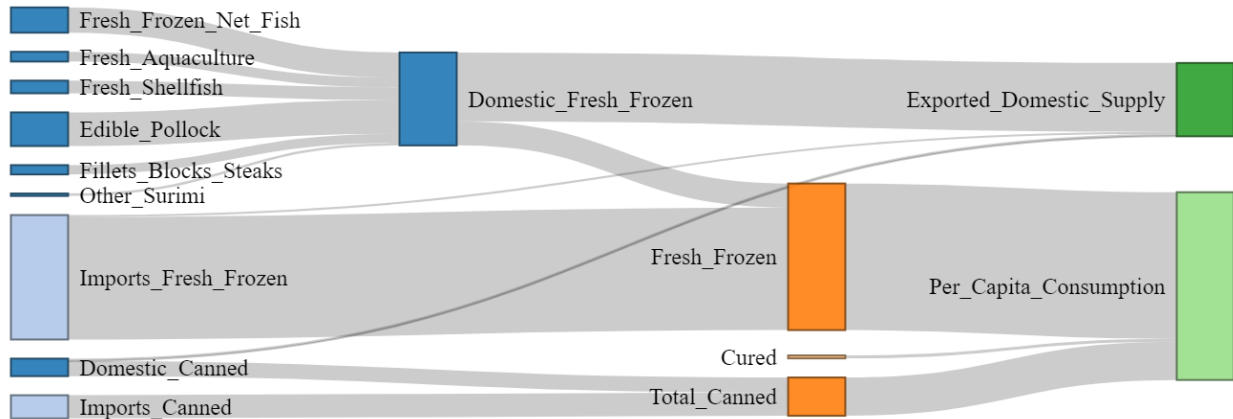 Fresh_Frozen_Net_Fish
Fresh_Aquaculture
Fresh_Shellfish
Edible_Pollock
Fillets_Blocks_Steaks
Other_Surimi
Imports_Fresh_Frozen
Domestic_Canned
Imports_Canned
Domestic_Fresh_Frozen
Fresh_Frozen
Cured
Total_Canned
Exported_Domestic_Supply
Per_Capita_Consumption